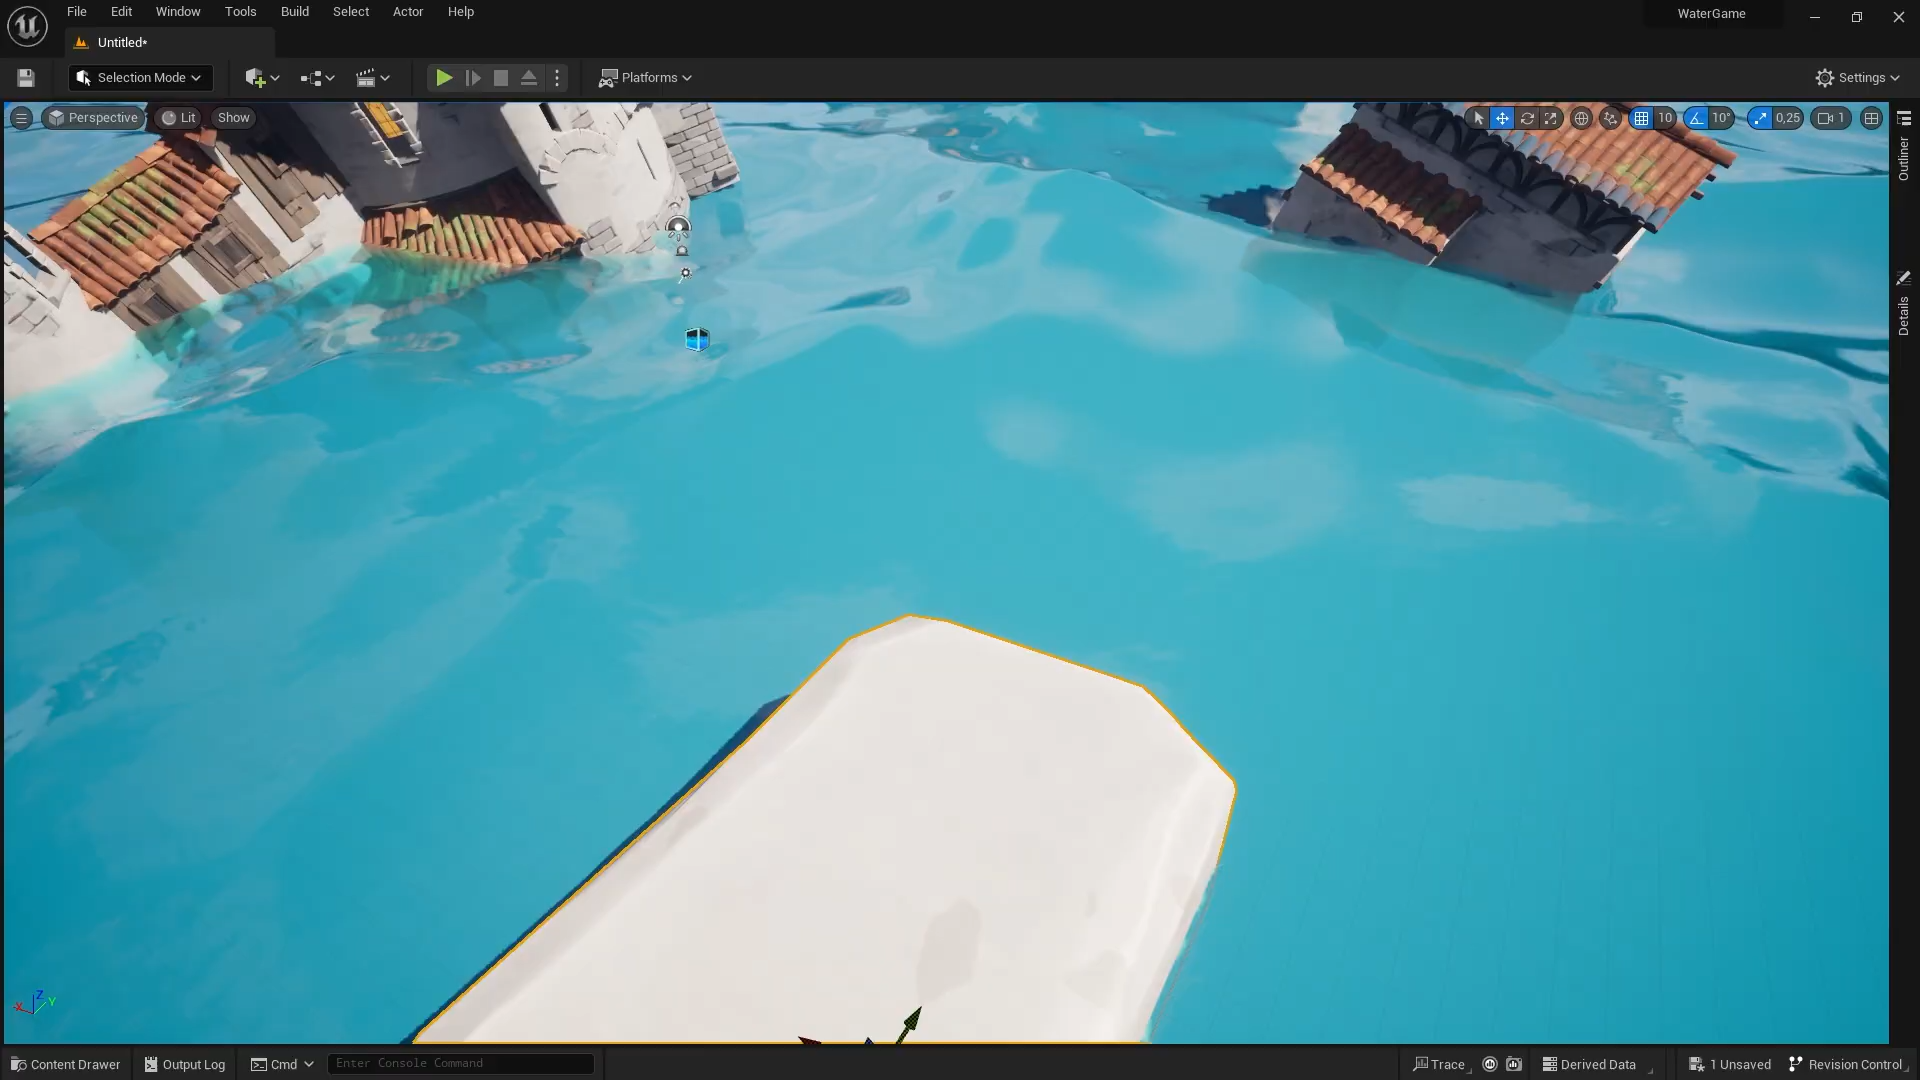 File Edit Window Tools Build Select Actor Help
WaterGame
Untitled*
Selection Mode
Platforms
Settings
Perspective Lit Show
10 10° 0,25 1
Outliner
Details
X Z Y
Content Drawer Output Log Cmd Enter Console Command
Trace Derived Data 1 Unsaved Revision Control